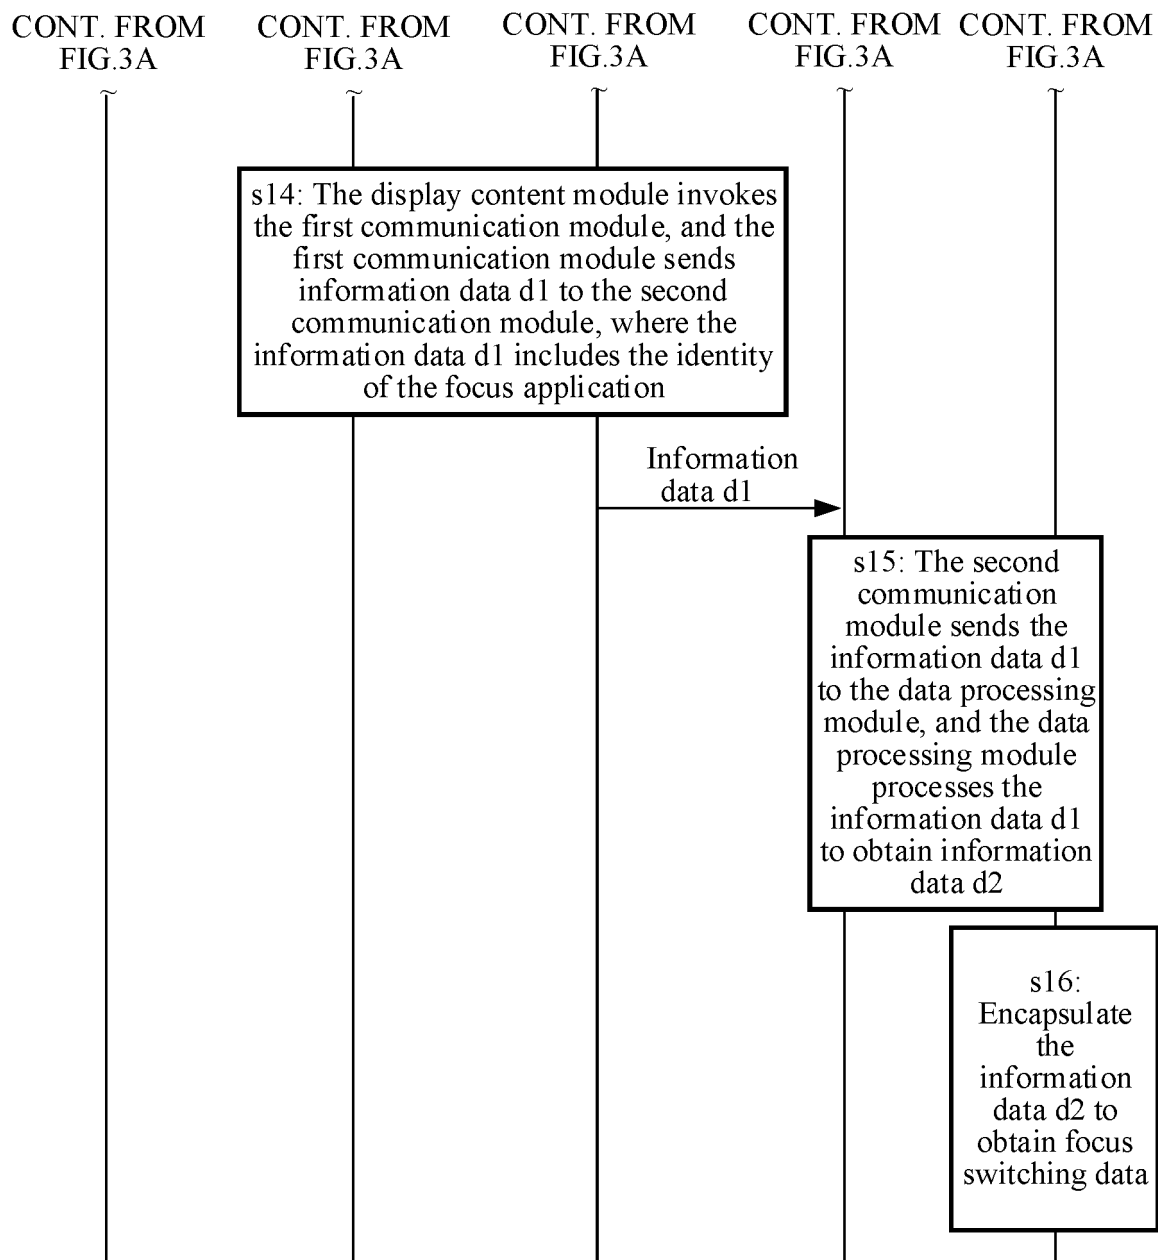 CONT. FROM
FIG.3A
CONT. FROM
FIG.3A
CONT. FROM
FIG.3A
CONT. FROM
FIG.3A
CONT. FROM
FIG.3A
s14: The display content module invokes
the first communication module, and the
first communication module sends
information data d1 to the second
communication module, where the
information data d1 includes the identity
of the focus application
Information
data d1
s15: The second
communication
module sends the
information data d1
to the data processing
module, and the data
processing module
processes the
information data d1
to obtain information
data d2
s16:
Encapsulate
the
information
data d2 to
obtain focus
switching data